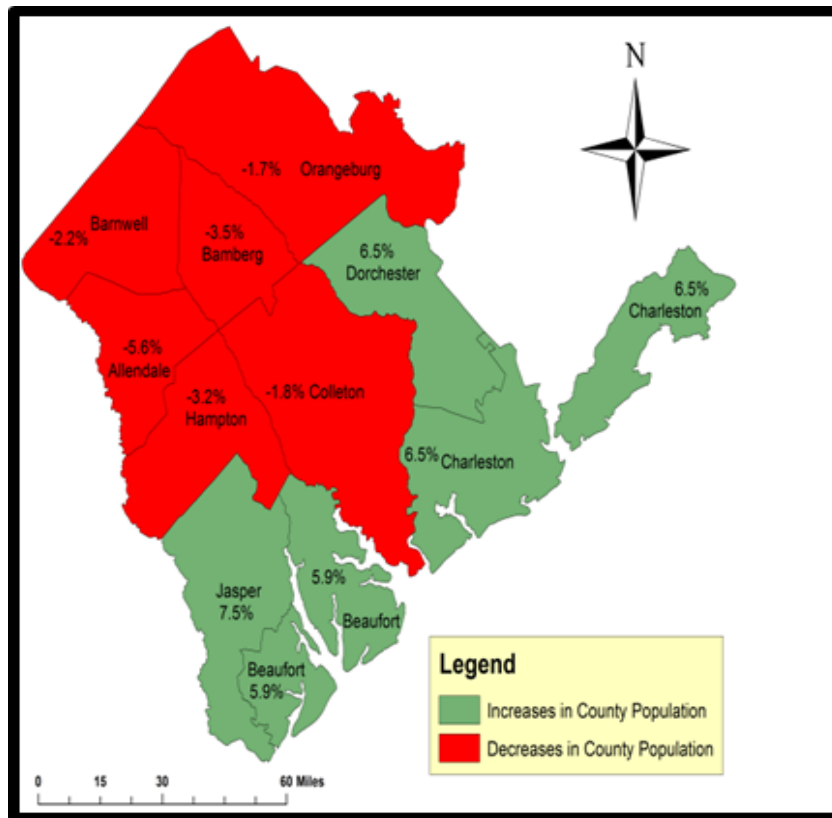 N
-1.7% Orangeburg
Barnwell
-2.2%
-3.5%
Bamberg
6.5%
Dorchester
6.5%
Charleston
-5.6%
Allendale
-3.2%
Hampton
-1.8% Colleton
6.5% Charleston
Jasper
7.5%
5.9%
Beaufort
Beaufort
5.9%
Legend
Increases in County Population
Decreases in County Population
0 15 30 60 Miles